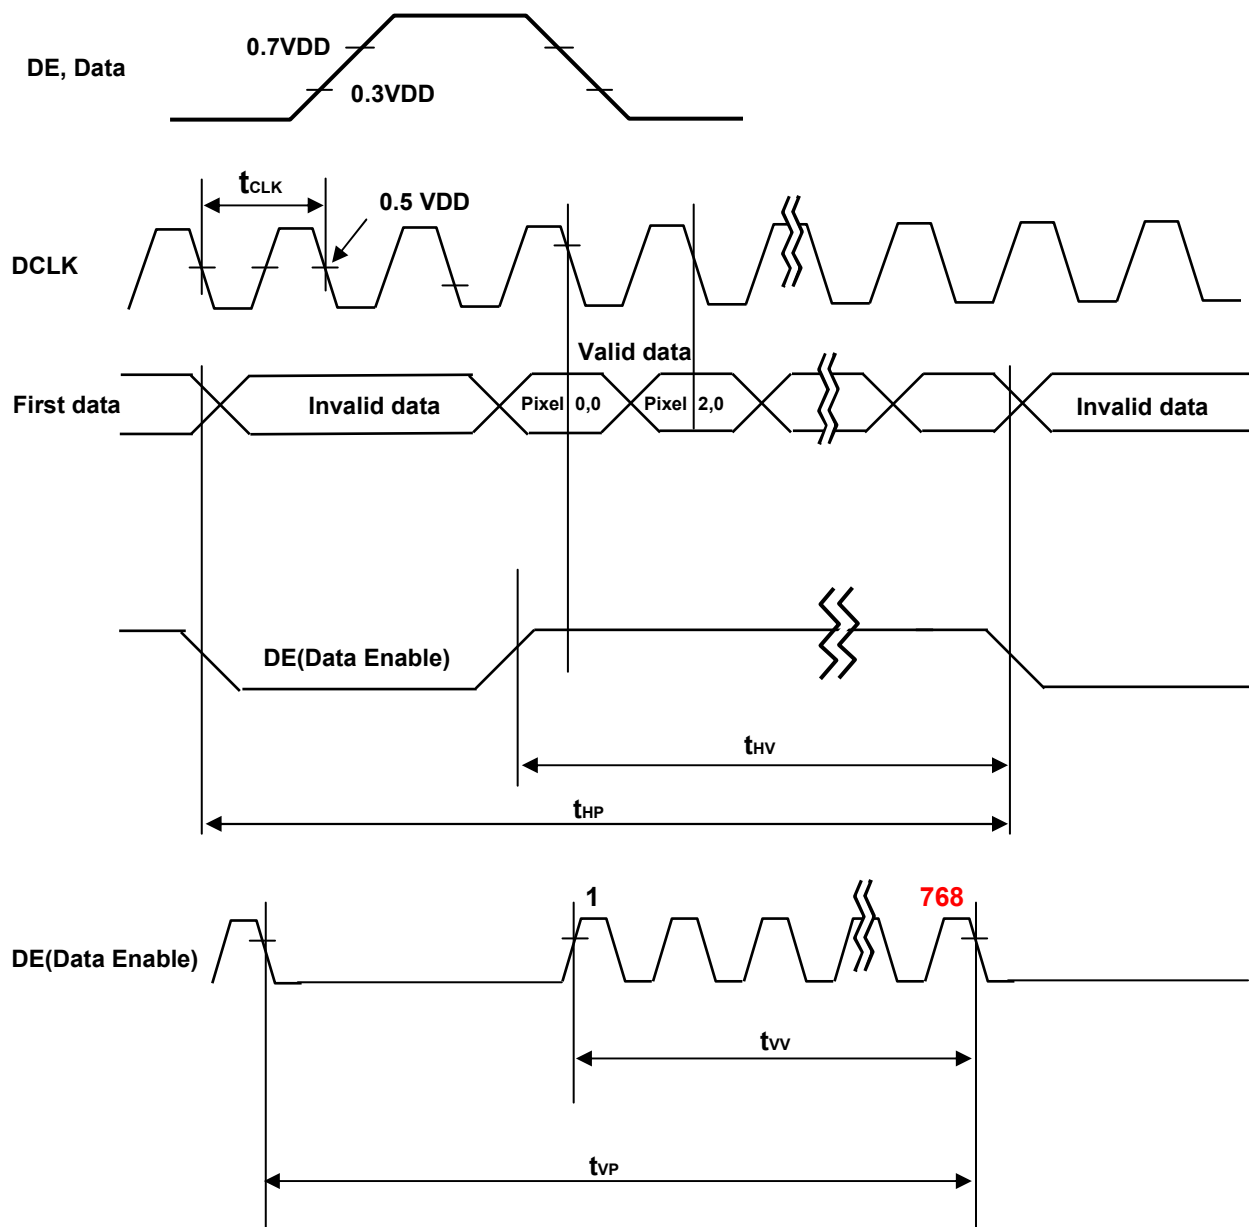 0.7VDD
DE, Data
0.3VDD
tCLK
0.5 VDD
DCLK
Valid data
First data
Invalid data
Pixel 0,0
Pixel 2,0
Invalid data
DE(Data Enable)
tHV
tHP
1
768
DE(Data Enable)
tVV
tVP